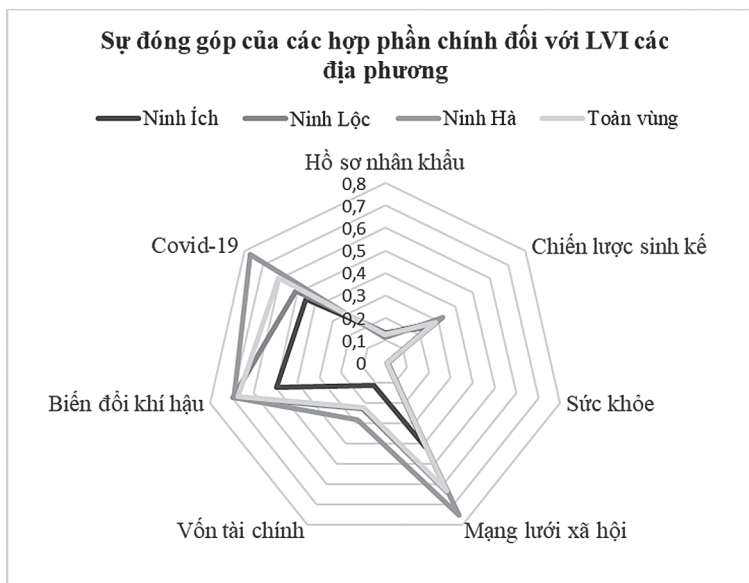 Sự đóng góp của các hợp phần chính đối với LVI các
địa phương
Ninh Ích Ninh Lộc Ninh Hà Toàn vùng
Hồ sơ nhân khẩu
0,8
0,7
0,6
0,5
0,4
0,3
0,2
0,1
0
Covid-19
Chiến lược sinh kế
Biến đổi khí hậu
Sức khỏe
Vốn tài chính
Mạng lưới xã hội